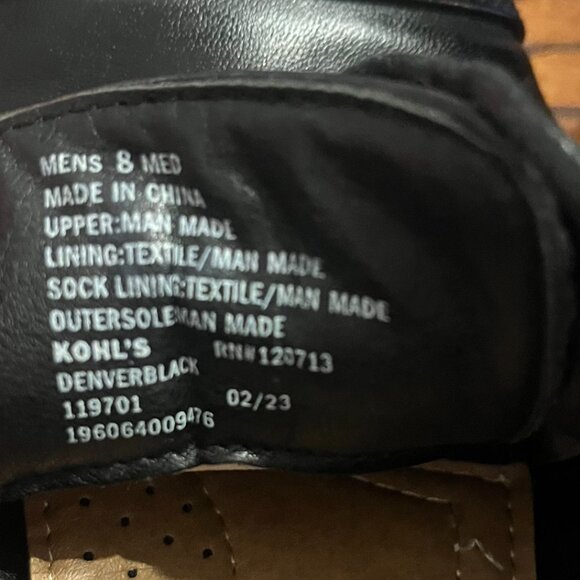 MENS 8 MED
MADE IN CHINA
UPPER:MAN MADE
LINING:TEXTILE/MAN MADE
SOCK LINING:TEXTILE/MAN MADE
OUTERSOLE:MAN MADE
KOHL'S RN#120713
DENVERBLACK
119701 02/23
196064009476